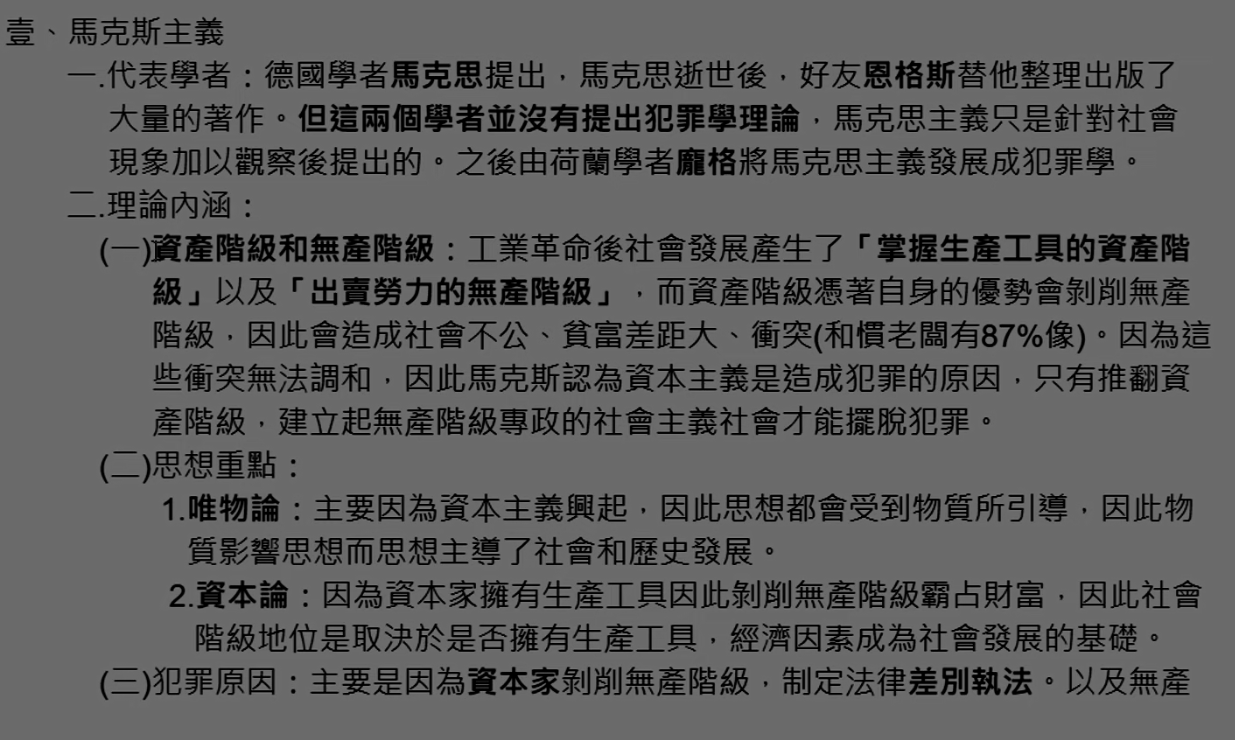 壹、馬克斯主義
一.代表學者：德國學者馬克思提出，馬克思逝世後，好友恩格斯替他整理出版了
大量的著作。但這兩個學者並沒有提出犯罪學理論，馬克思主義只是針對社會
現象加以觀察後提出的。之後由荷蘭學者龐格將馬克思主義發展成犯罪學。
二.理論內涵：
(一)資產階級和無產階級：工業革命後社會發展產生了「掌握生產工具的資產階
級」以及「出賣勞力的無產階級」，而資產階級憑著自身的優勢會剝削無產
階級，因此會造成社會不公、貧富差距大、衝突(和慣老闆有87%像)。因為這
些衝突無法調和，因此馬克斯認為資本主義是造成犯罪的原因，只有推翻資
產階級，建立起無產階級專政的社會主義社會才能擺脫犯罪。
(二)思想重點：
1.唯物論：主要因為資本主義興起，因此思想都會受到物質所引導，因此物
質影響思想而思想主導了社會和歷史發展。
2.資本論：因為資本家擁有生產工具因此剝削無產階級霸占財富，因此社會
階級地位是取決於是否擁有生產工具，經濟因素成為社會發展的基礎。
(三)犯罪原因：主要是因為資本家剝削無產階級，制定法律差別執法。以及無產